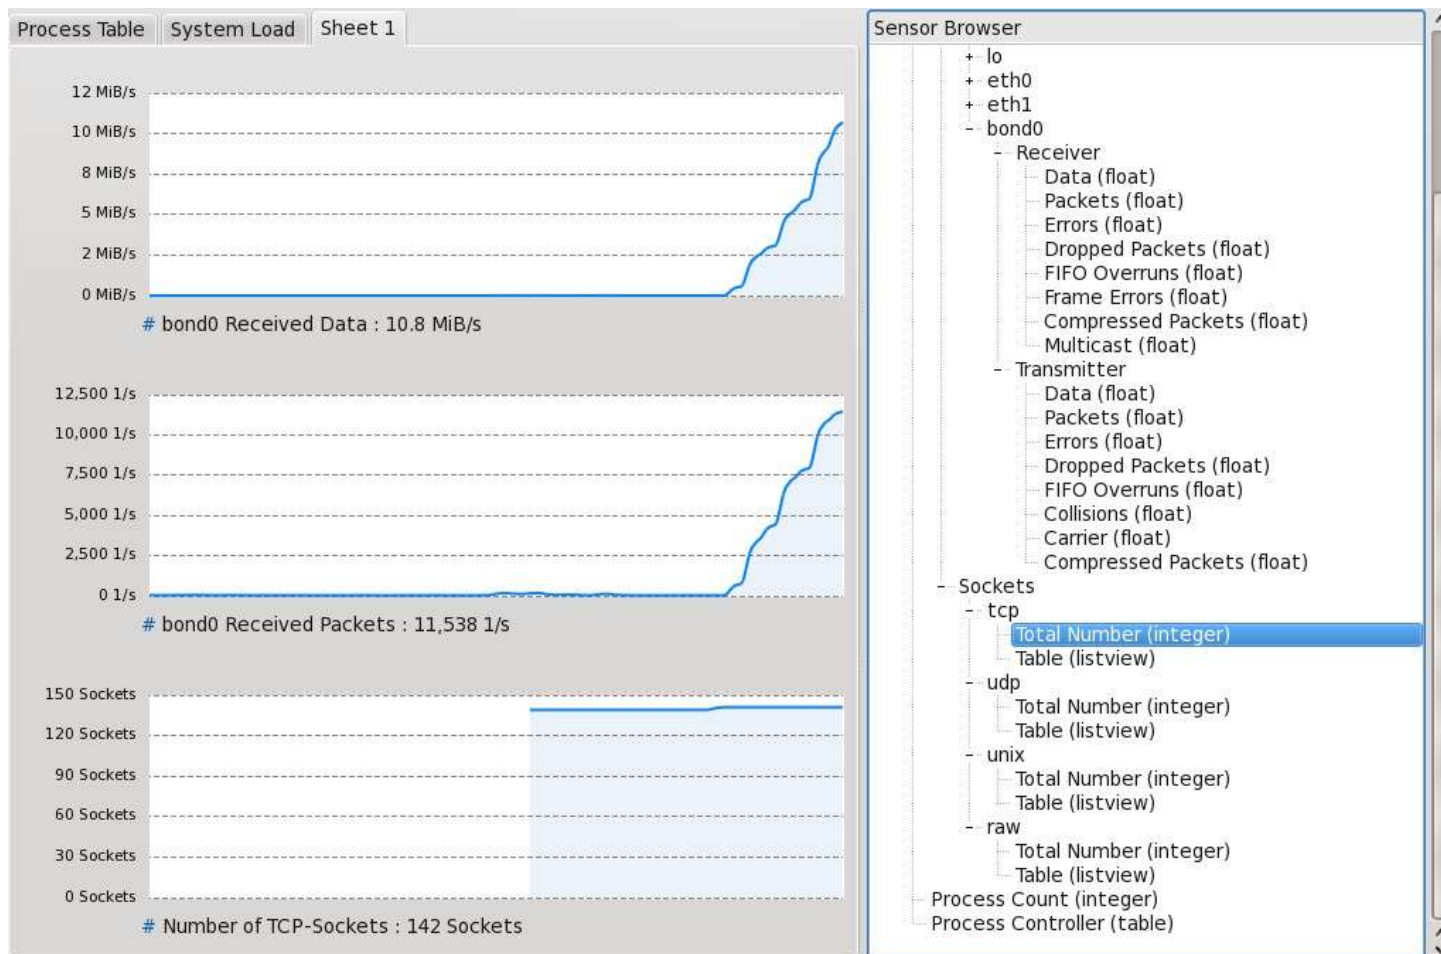 Process Table
System Load
Sheet 1
12 MiB/s
10 MiB/s
8 MiB/s
5 MiB/s
2 MiB/s
0 MiB/s
# bond0 Received Data : 10.8 MiB/s
12,500 1/s
10,000 1/s
7,500 1/s
5,000 1/s
2,500 1/s
0 1/s
# bond0 Received Packets : 11,538 1/s
150 Sockets
120 Sockets
90 Sockets
60 Sockets
30 Sockets
0 Sockets
# Number of TCP-Sockets : 142 Sockets
Sensor Browser
+ lo
+ eth0
+ eth1
- bond0
- Receiver
Data (float)
Packets (float)
Errors (float)
Dropped Packets (float)
FIFO Overruns (float)
Frame Errors (float)
Compressed Packets (float)
Multicast (float)
- Transmitter
Data (float)
Packets (float)
Errors (float)
Dropped Packets (float)
FIFO Overruns (float)
Collisions (float)
Carrier (float)
Compressed Packets (float)
- Sockets
- tcp
Total Number (integer)
Table (listview)
- udp
Total Number (integer)
Table (listview)
- unix
Total Number (integer)
Table (listview)
- raw
Total Number (integer)
Table (listview)
Process Count (integer)
Process Controller (table)